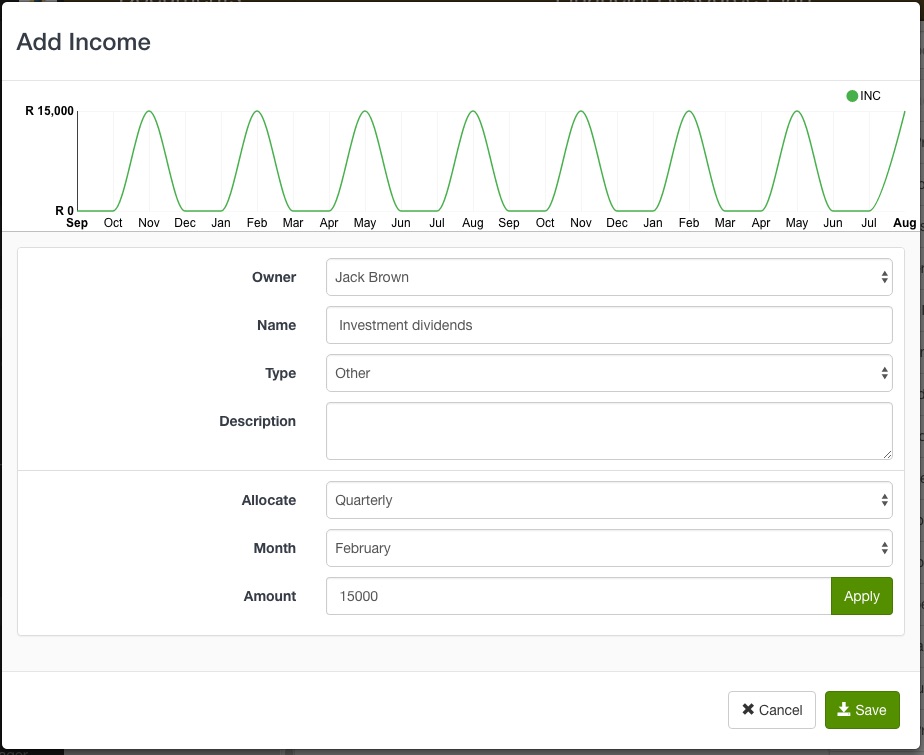 Add Income
INC
R 15,000
R 0
Sep Oct Nov Dec Jan Feb Mar Apr May Jun Jul Aug Sep Oct Nov Dec Jan Feb Mar Apr May Jun Jul Aug
Owner Jack Brown
Name Investment dividends
Type Other
Description
Allocate Quarterly
Month February
Amount 15000 Apply
Cancel Save